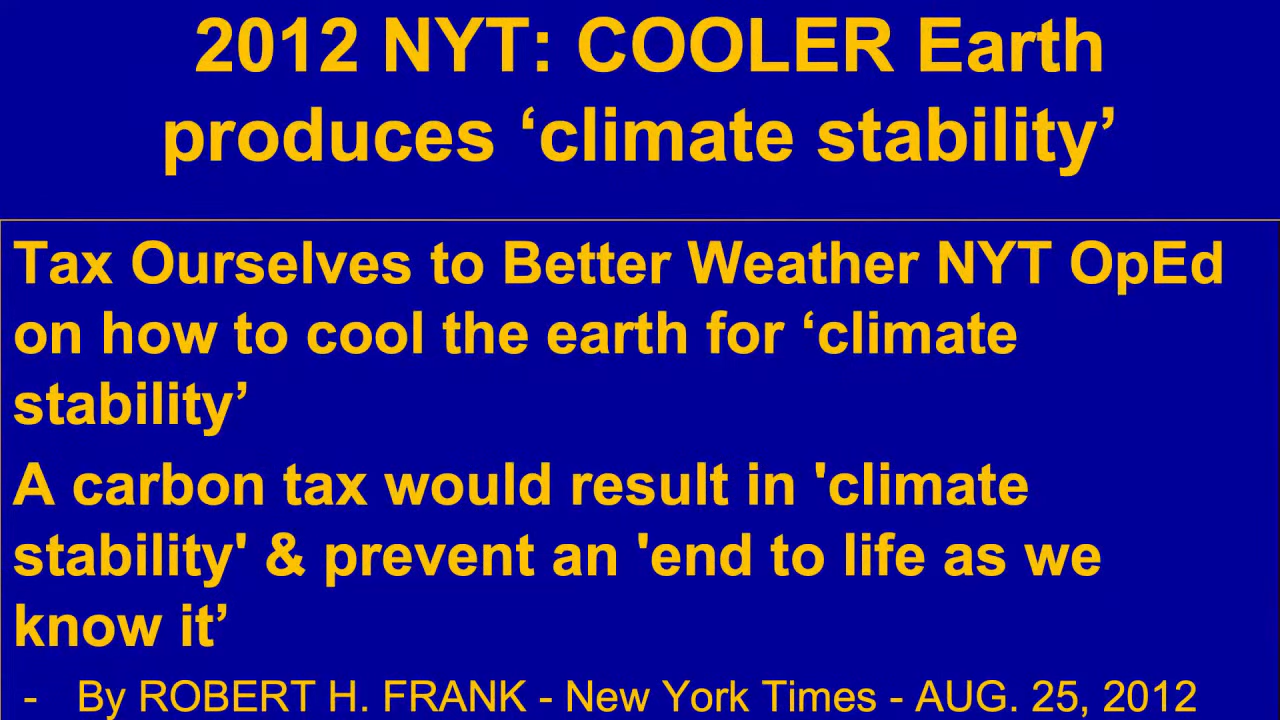 2012 NYT: COOLER Earth
produces ‘climate stability’
Tax Ourselves to Better Weather NYT OpEd
on how to cool the earth for ‘climate
stability’
A carbon tax would result in 'climate
stability' & prevent an 'end to life as we
know it’
- By ROBERT H. FRANK - New York Times - AUG. 25, 2012